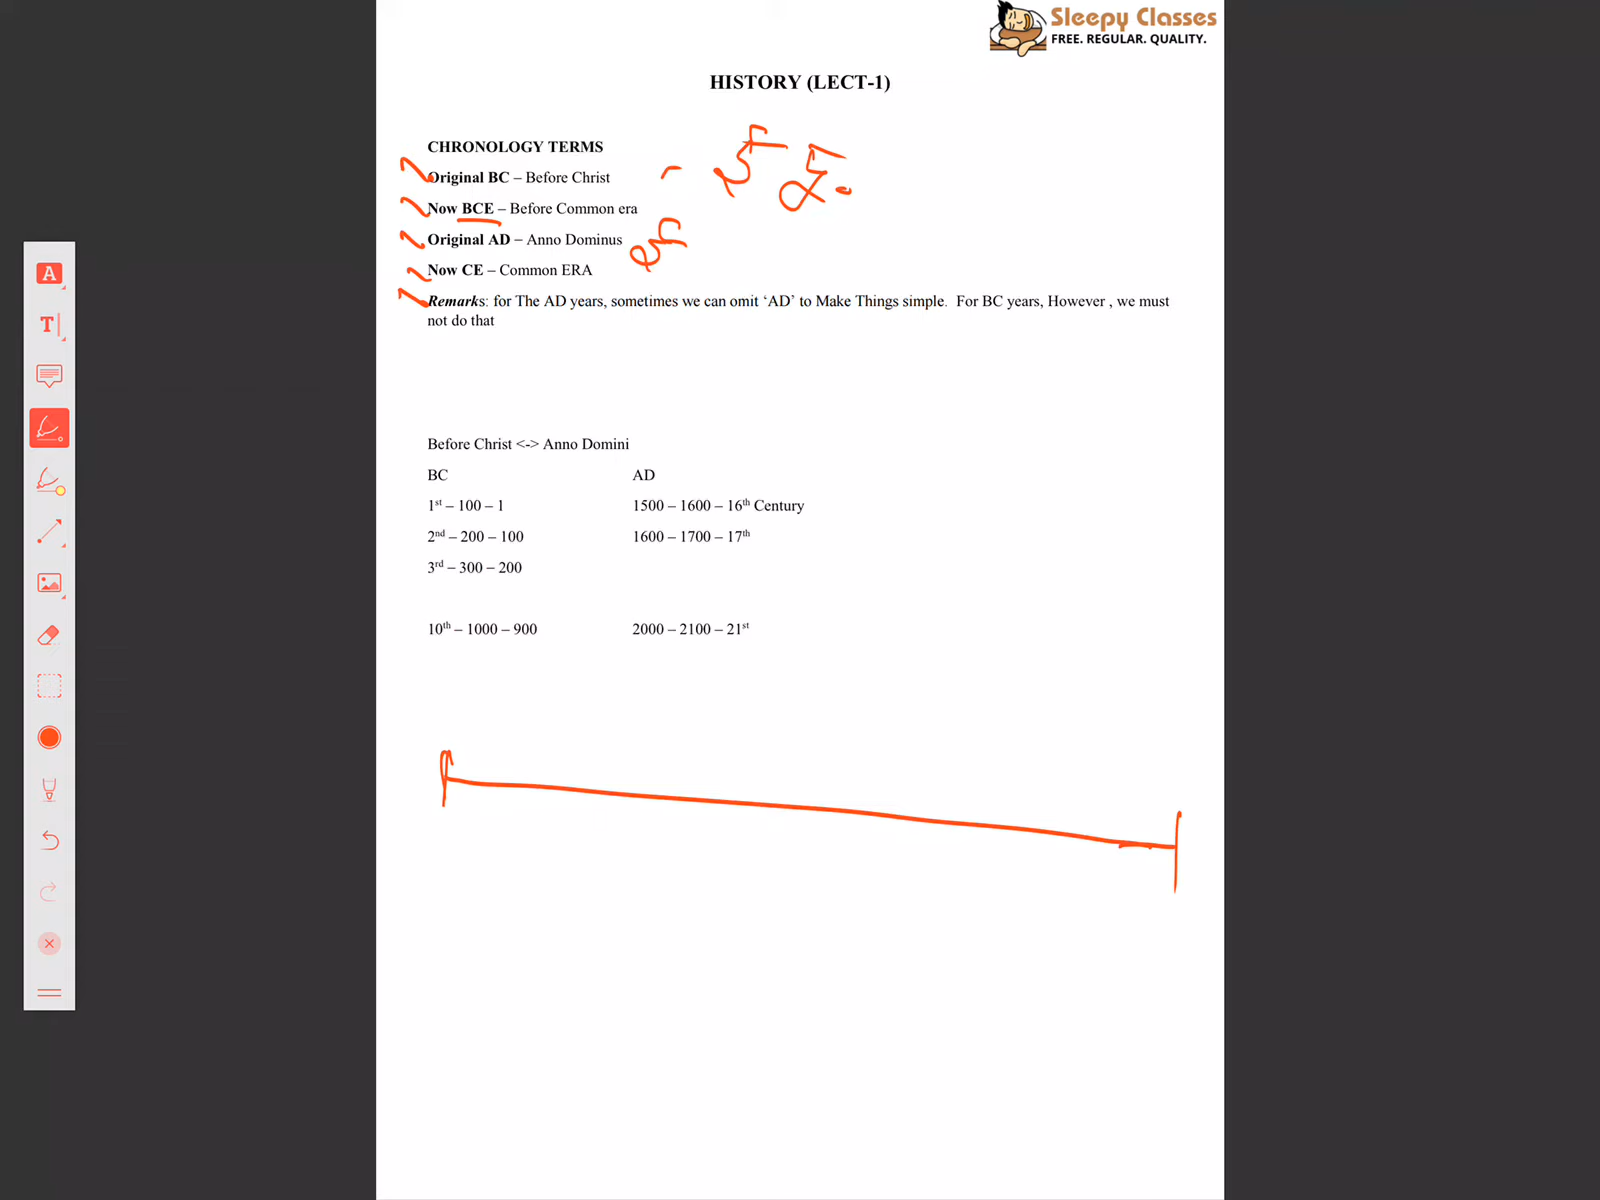 Sleepy Classes
FREE. REGULAR. QUALITY.
HISTORY (LECT-1)
CHRONOLOGY TERMS
Original BC – Before Christ
Now BCE – Before Common era
Original AD – Anno Dominus
Now CE – Common ERA
Remarks: for The AD years, sometimes we can omit ‘AD’ to Make Things simple. For BC years, However , we must
not do that
Before Christ <-> Anno Domini
BC AD
1st – 100 – 1 1500 – 1600 – 16th Century
2nd – 200 – 100 1600 – 1700 – 17th
3rd – 300 – 200
10th – 1000 – 900 2000 – 2100 – 21st
A
T